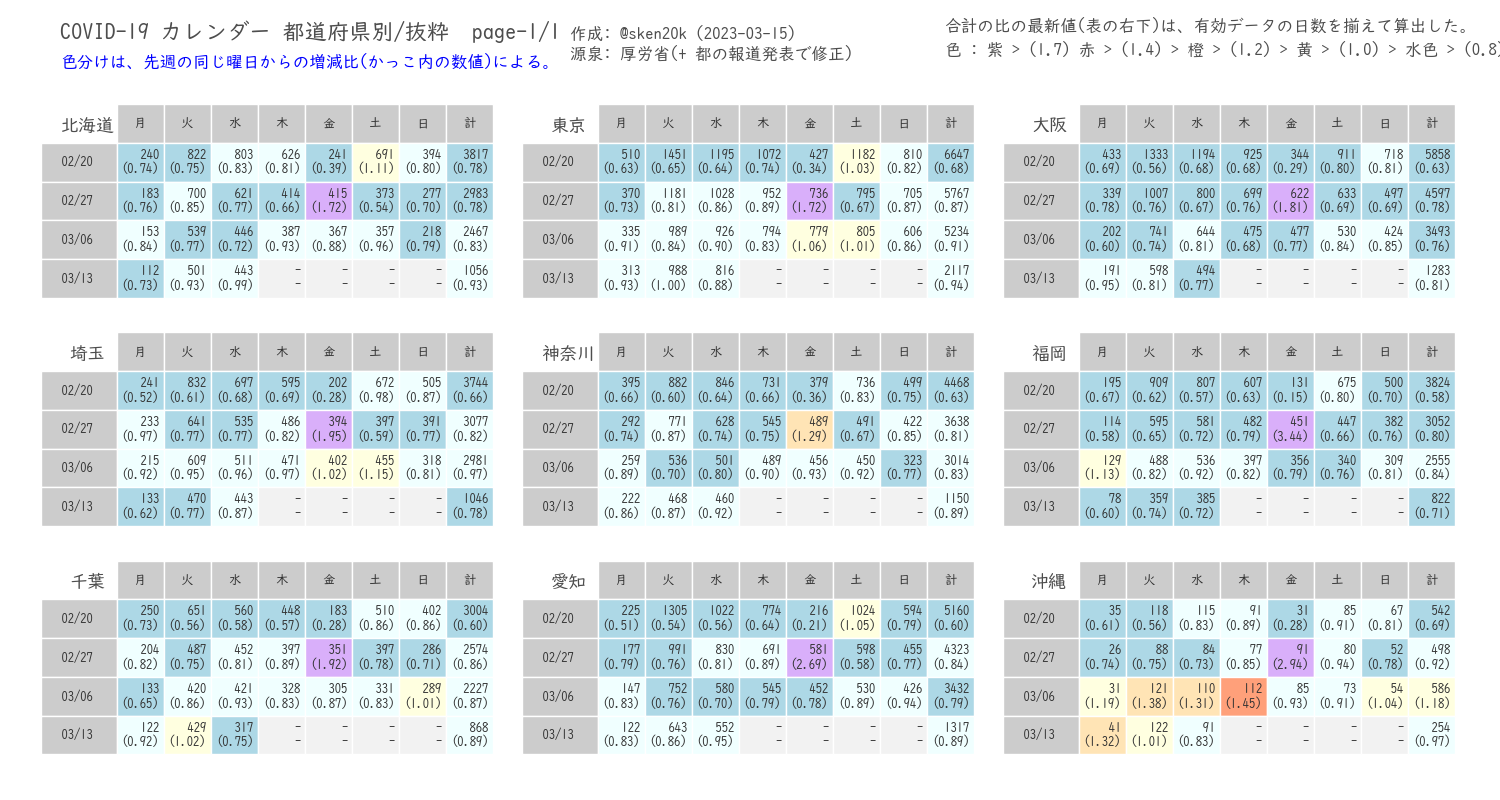 COVID-19 カレンダー 都道府県別/抜粋 page-1/1 作成: @sken20k (2023-03-15)
源泉: 厚労省(+ 都の報道発表で修正)
色分けは、先週の同じ曜日からの増減比(かっこ内の数値)による。
合計の比の最新値(表の右下)は、有効データの日数を揃えて算出した。
色 : 紫 > (1.7) 赤 > (1.4) > 橙 > (1.2) > 黄 > (1.0) > 水色 > (0.8)
北海道 月 火 水 木 金 土 日 計
02/20 240 822 803 626 241 691 394 3817
(0.74) (0.75) (0.83) (0.81) (0.39) (1.11) (0.80) (0.78)
02/27 183 700 621 414 415 373 277 2983
(0.76) (0.85) (0.77) (0.66) (1.72) (0.54) (0.70) (0.78)
03/06 153 539 446 387 367 357 218 2467
(0.84) (0.77) (0.72) (0.93) (0.88) (0.96) (0.79) (0.83)
03/13 112 501 443 - - - - 1056
(0.73) (0.93) (0.99) - - - - (0.93)
東京 月 火 水 木 金 土 日 計
02/20 510 1451 1195 1072 427 1182 810 6647
(0.63) (0.65) (0.64) (0.74) (0.34) (1.03) (0.82) (0.68)
02/27 370 1181 1028 952 736 795 705 5767
(0.73) (0.81) (0.86) (0.89) (1.72) (0.67) (0.87) (0.87)
03/06 335 989 926 794 779 805 606 5234
(0.91) (0.84) (0.90) (0.83) (1.06) (1.01) (0.86) (0.91)
03/13 313 988 816 - - - - 2117
(0.93) (1.00) (0.88) - - - - (0.94)
大阪 月 火 水 木 金 土 日 計
02/20 433 1333 1194 925 344 911 718 5858
(0.69) (0.56) (0.68) (0.68) (0.29) (0.80) (0.81) (0.63)
02/27 339 1007 800 699 622 633 497 4597
(0.78) (0.76) (0.67) (0.76) (1.81) (0.69) (0.69) (0.78)
03/06 202 741 644 475 477 530 424 3493
(0.60) (0.74) (0.81) (0.68) (0.77) (0.84) (0.85) (0.76)
03/13 191 598 494 - - - - 1283
(0.95) (0.81) (0.77) - - - - (0.81)
埼玉 月 火 水 木 金 土 日 計
02/20 241 832 697 595 202 672 505 3744
(0.52) (0.61) (0.68) (0.69) (0.28) (0.98) (0.87) (0.66)
02/27 233 641 535 486 394 397 391 3077
(0.97) (0.77) (0.77) (0.82) (1.95) (0.59) (0.77) (0.82)
03/06 215 609 511 471 402 455 318 2981
(0.92) (0.95) (0.96) (0.97) (1.02) (1.15) (0.81) (0.97)
03/13 133 470 443 - - - - 1046
(0.62) (0.77) (0.87) - - - - (0.78)
神奈川 月 火 水 木 金 土 日 計
02/20 395 882 846 731 379 736 499 4468
(0.66) (0.60) (0.64) (0.66) (0.36) (0.83) (0.75) (0.63)
02/27 292 771 628 545 489 491 422 3638
(0.74) (0.87) (0.74) (0.75) (1.29) (0.67) (0.85) (0.81)
03/06 259 536 501 489 456 450 323 3014
(0.89) (0.70) (0.80) (0.90) (0.93) (0.92) (0.77) (0.83)
03/13 222 468 460 - - - - 1150
(0.86) (0.87) (0.92) - - - - (0.89)
福岡 月 火 水 木 金 土 日 計
02/20 195 909 807 607 131 675 500 3824
(0.67) (0.62) (0.57) (0.63) (0.15) (0.80) (0.70) (0.58)
02/27 114 595 581 482 451 447 382 3052
(0.58) (0.65) (0.72) (0.79) (3.44) (0.66) (0.76) (0.80)
03/06 129 488 536 397 356 340 309 2555
(1.13) (0.82) (0.92) (0.82) (0.79) (0.76) (0.81) (0.84)
03/13 78 359 385 - - - - 822
(0.60) (0.74) (0.72) - - - - (0.71)
千葉 月 火 水 木 金 土 日 計
02/20 250 651 560 448 183 510 402 3004
(0.73) (0.56) (0.58) (0.57) (0.28) (0.86) (0.86) (0.60)
02/27 204 487 452 397 351 397 286 2574
(0.82) (0.75) (0.81) (0.89) (1.92) (0.78) (0.71) (0.86)
03/06 133 420 421 328 305 331 289 2227
(0.65) (0.86) (0.93) (0.83) (0.87) (0.83) (1.01) (0.87)
03/13 122 429 317 - - - - 868
(0.92) (1.02) (0.75) - - - - (0.89)
愛知 月 火 水 木 金 土 日 計
02/20 225 1305 1022 774 216 1024 594 5160
(0.51) (0.54) (0.56) (0.64) (0.21) (1.05) (0.79) (0.60)
02/27 177 991 830 691 581 598 455 4323
(0.79) (0.76) (0.81) (0.89) (2.69) (0.58) (0.77) (0.84)
03/06 147 752 580 545 452 530 426 3432
(0.83) (0.76) (0.70) (0.79) (0.78) (0.89) (0.94) (0.79)
03/13 122 643 552 - - - - 1317
(0.83) (0.86) (0.95) - - - - (0.89)
沖縄 月 火 水 木 金 土 日 計
02/20 35 118 115 91 31 85 67 542
(0.61) (0.56) (0.83) (0.89) (0.28) (0.91) (0.81) (0.69)
02/27 26 88 84 77 91 80 52 498
(0.74) (0.75) (0.73) (0.85) (2.94) (0.94) (0.78) (0.92)
03/06 31 121 110 112 85 73 54 586
(1.19) (1.38) (1.31) (1.45) (0.93) (0.91) (1.04) (1.18)
03/13 41 122 91 - - - - 254
(1.32) (1.01) (0.83) - - - - (0.97)